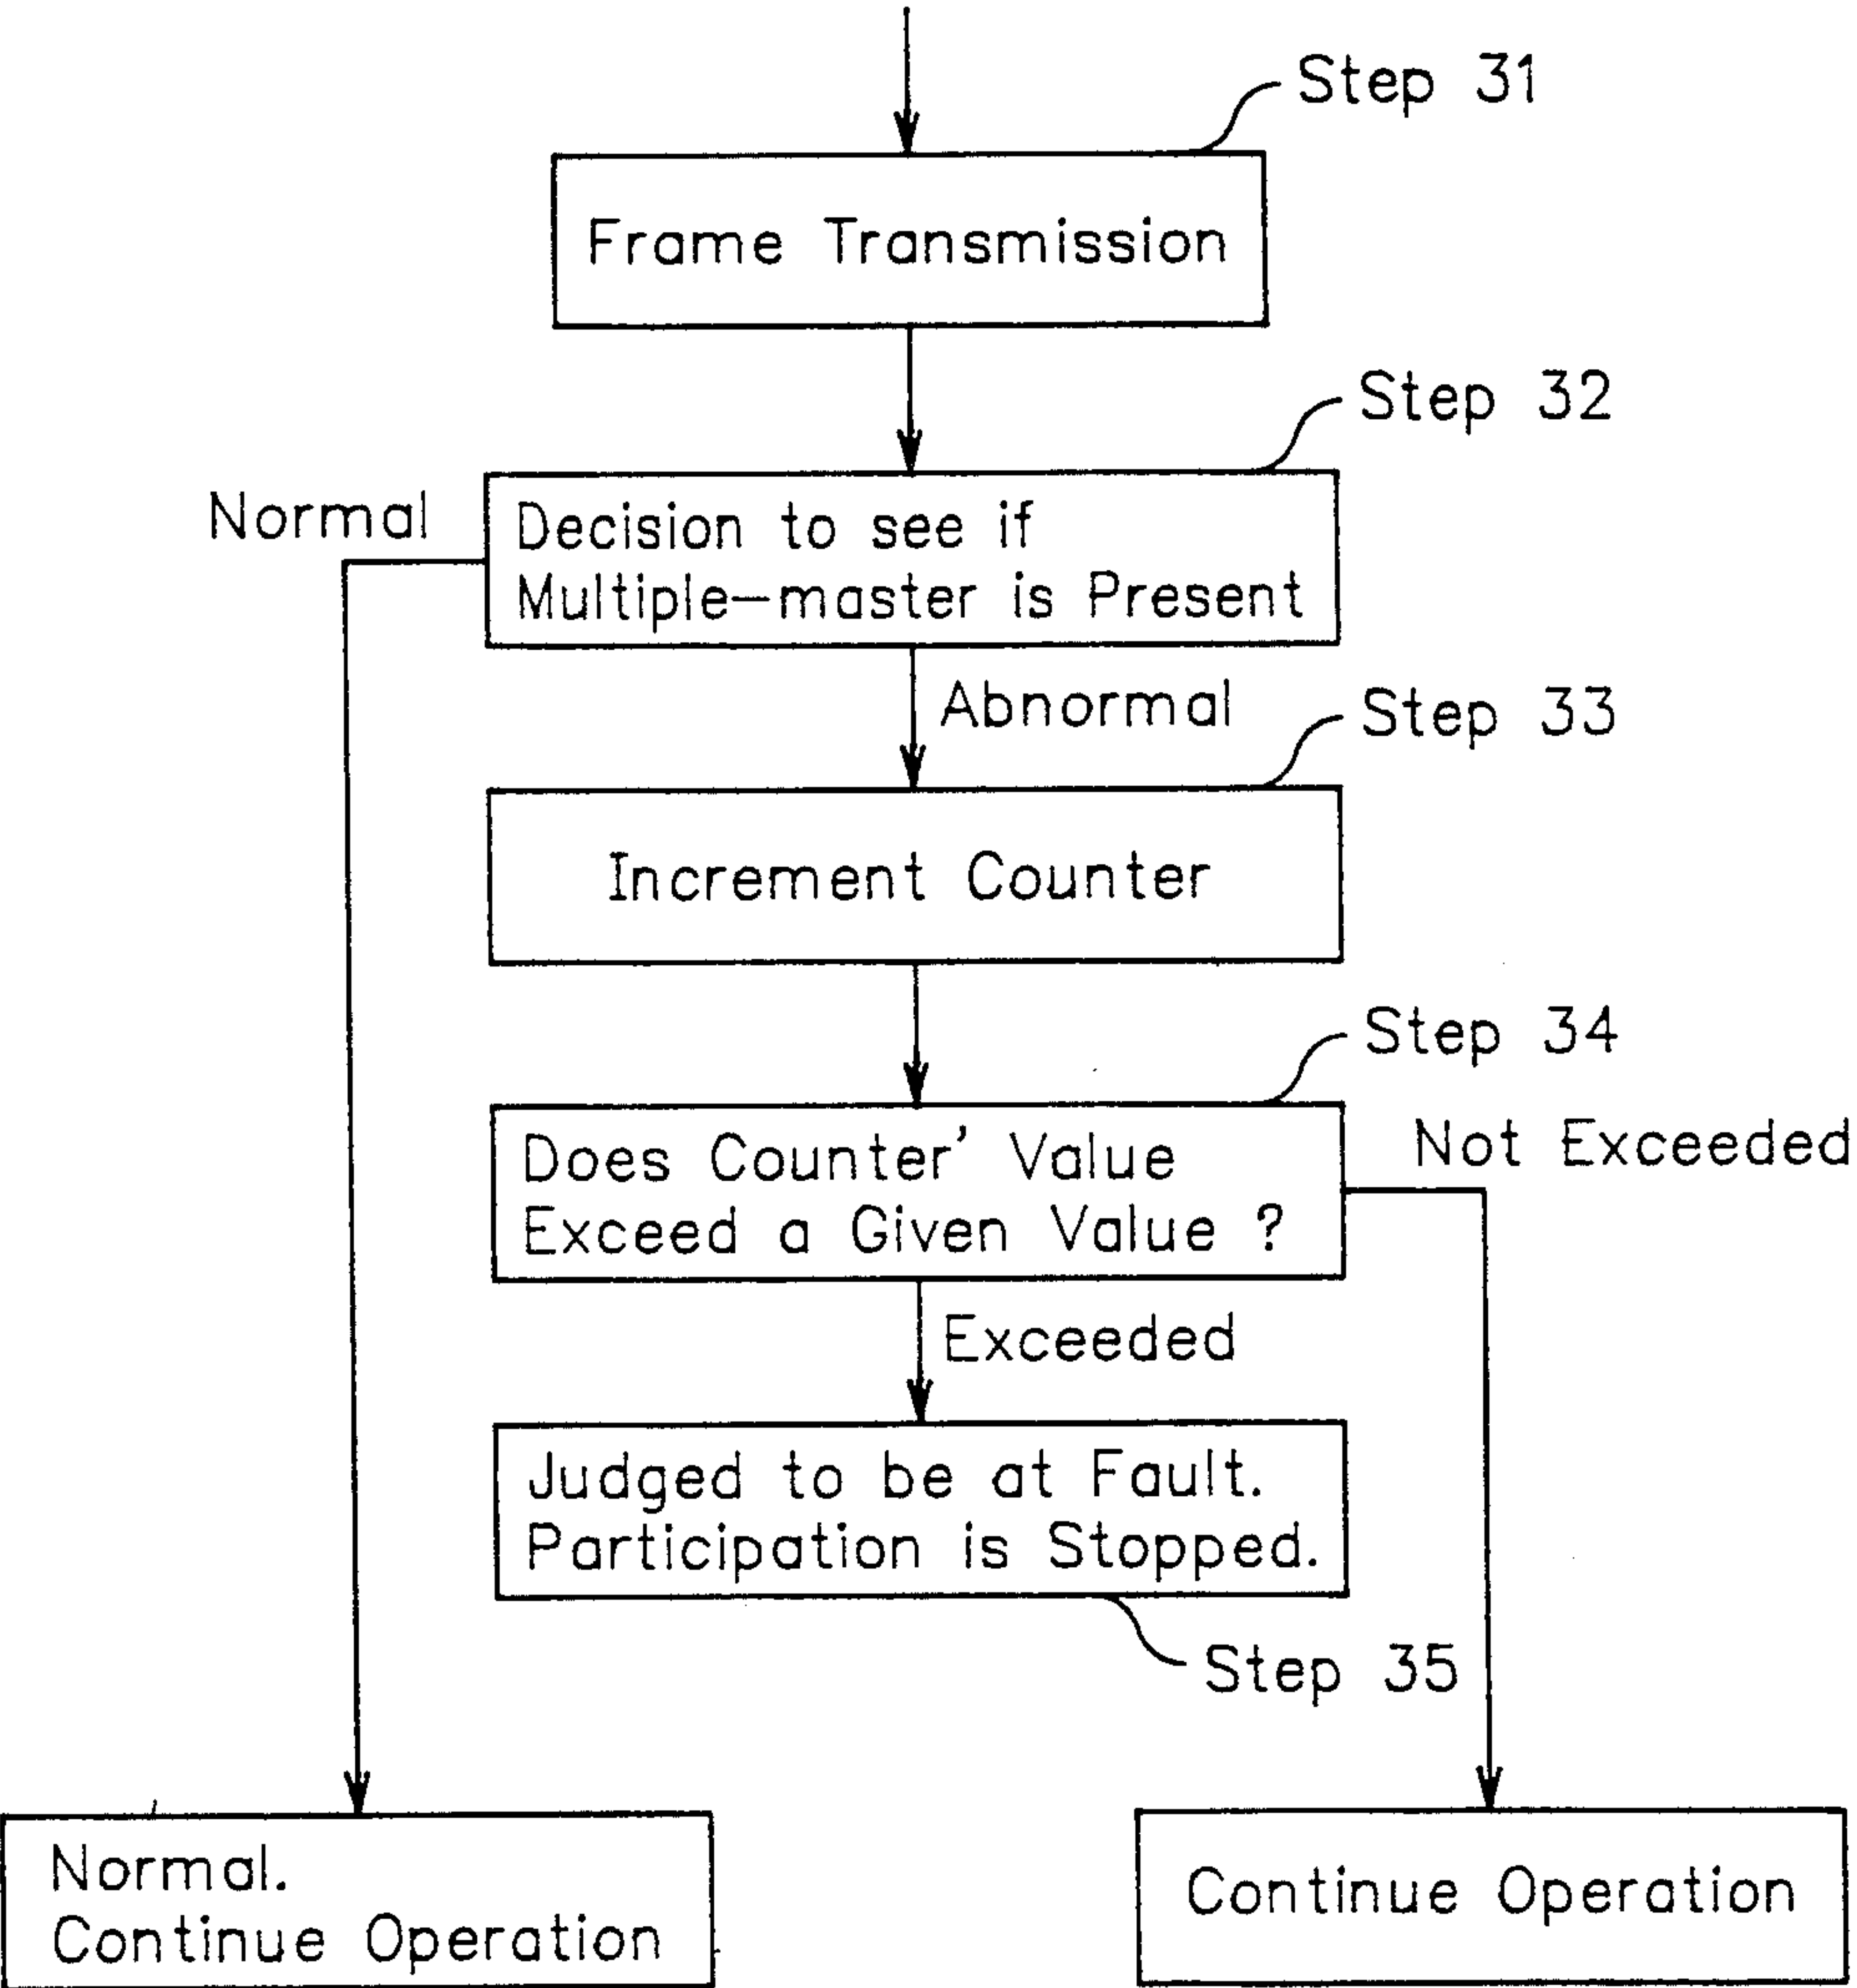 Step 31
Frame Transmission
Step 32
Normal
Decision to see if
Multiple-master is Present
Abnormal
Step 33
Increment Counter
Step 34
Does Counter' Value
Exceed a Given Value ?
Not Exceeded
Exceeded
Judged to be at Fault.
Participation is Stopped.
Step 35
Normal.
Continue Operation
Continue Operation